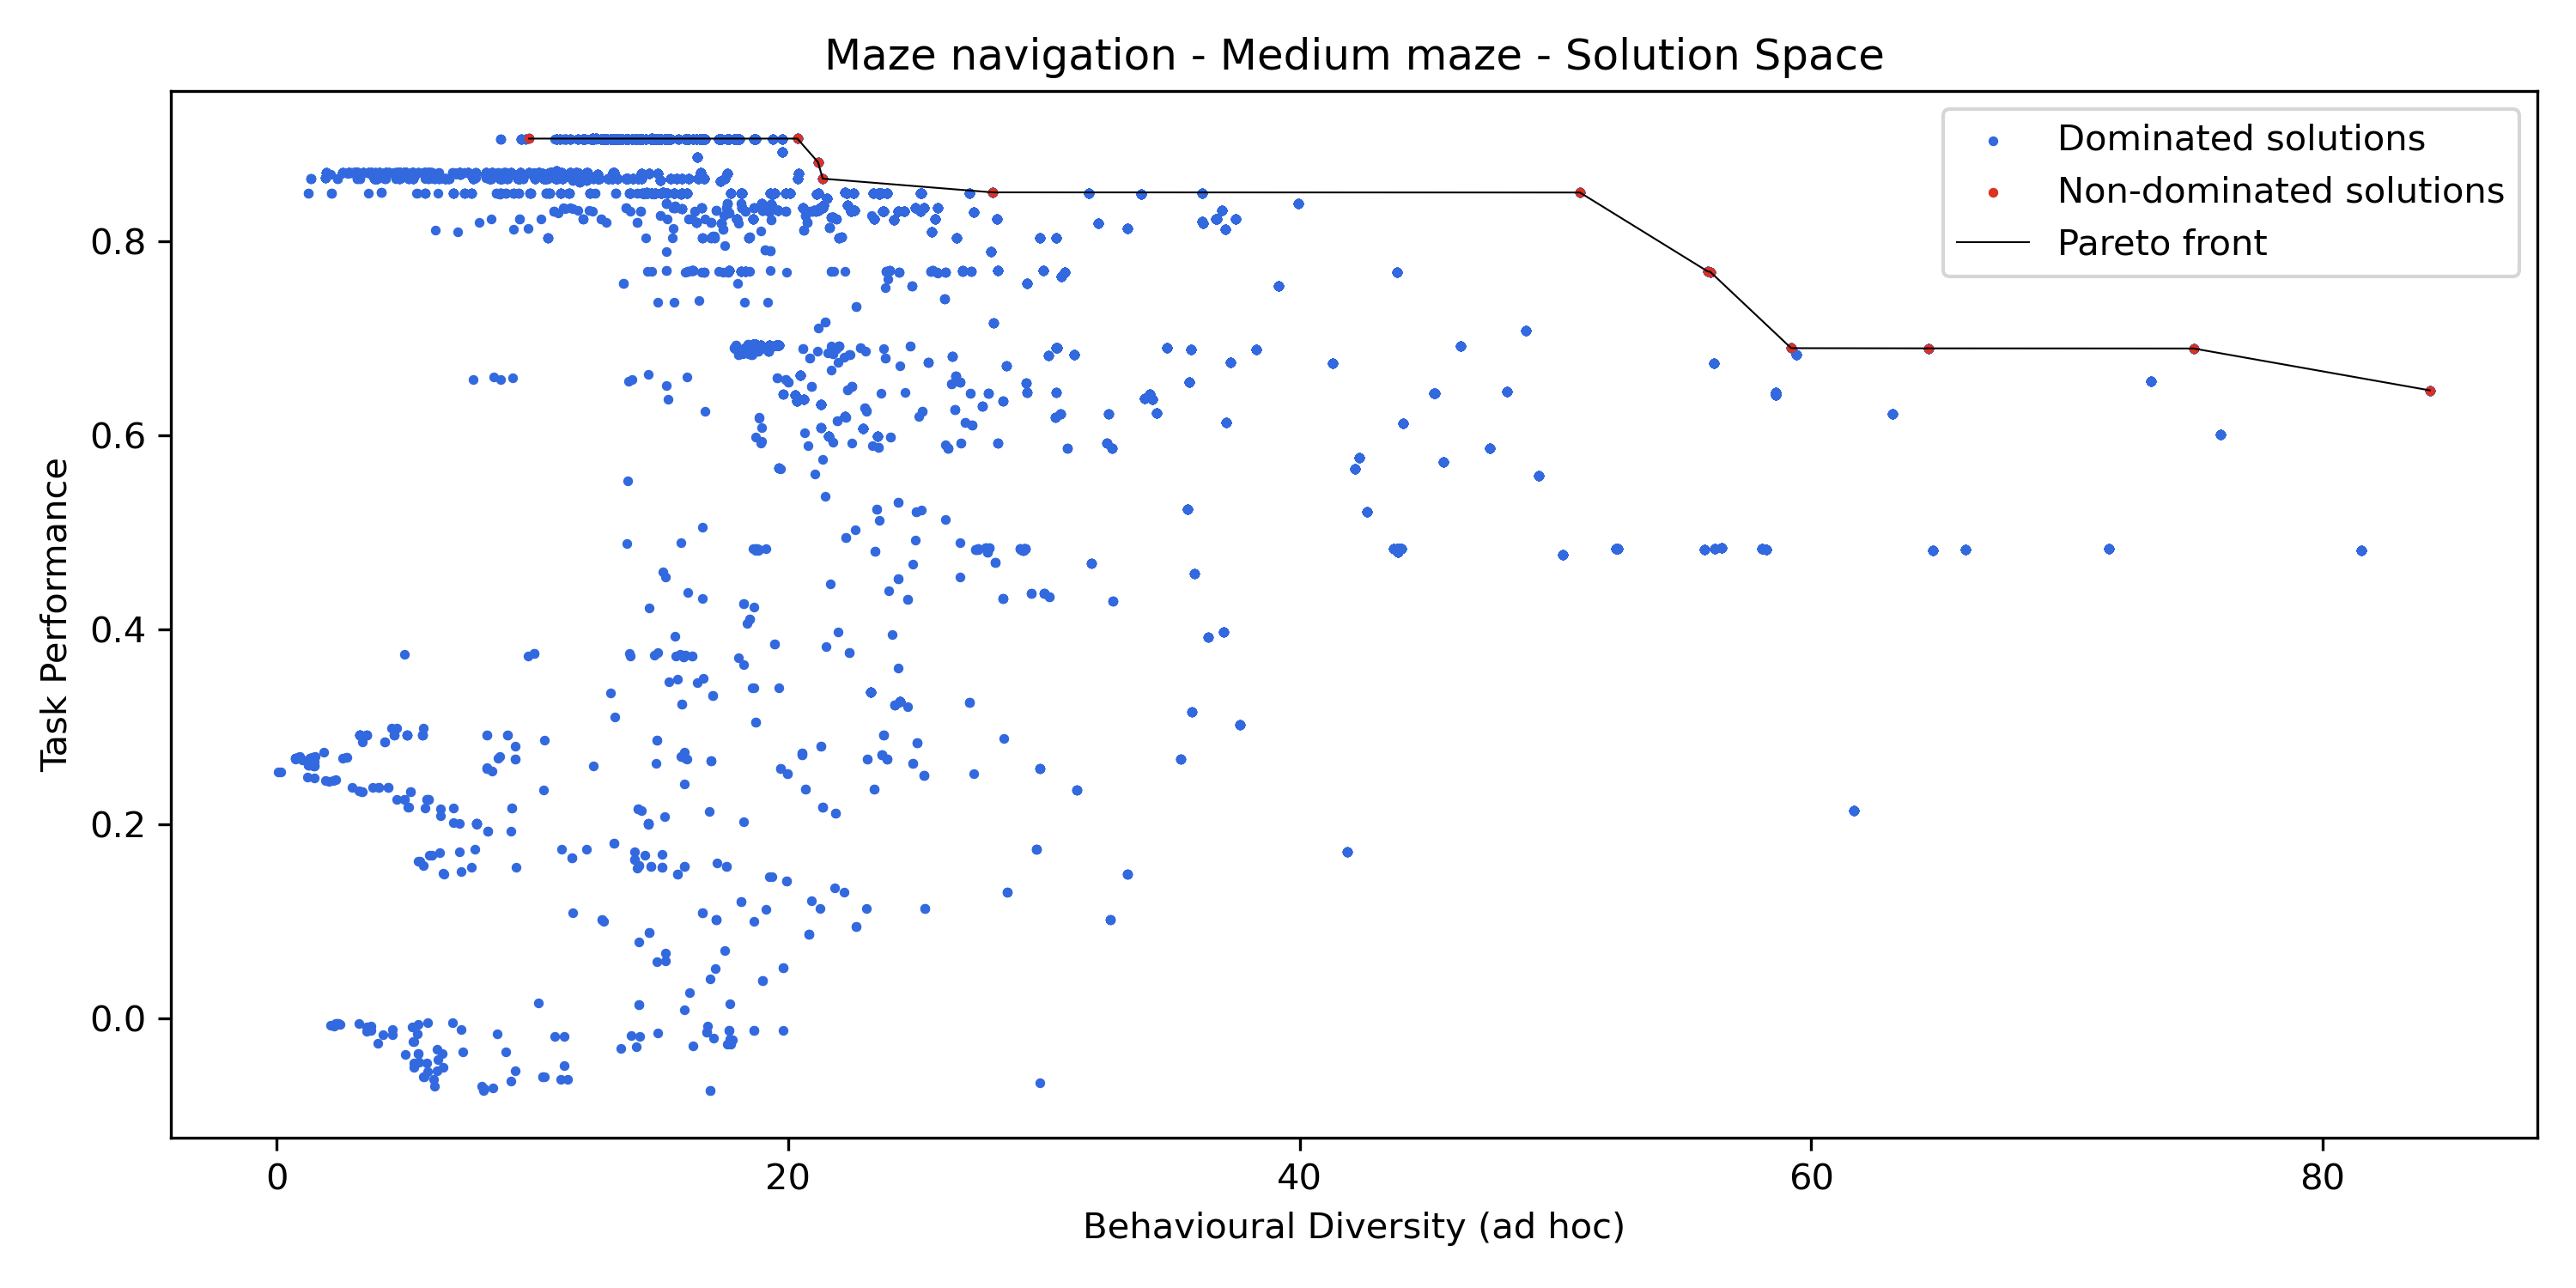 Maze navigation - Medium maze - Solution Space
Dominated solutions
Non-dominated solutions
Pareto front
Task Performance
0.8
0.6
0.4
0.2
0.0
0
20
40
60
80
Behavioural Diversity (ad hoc)